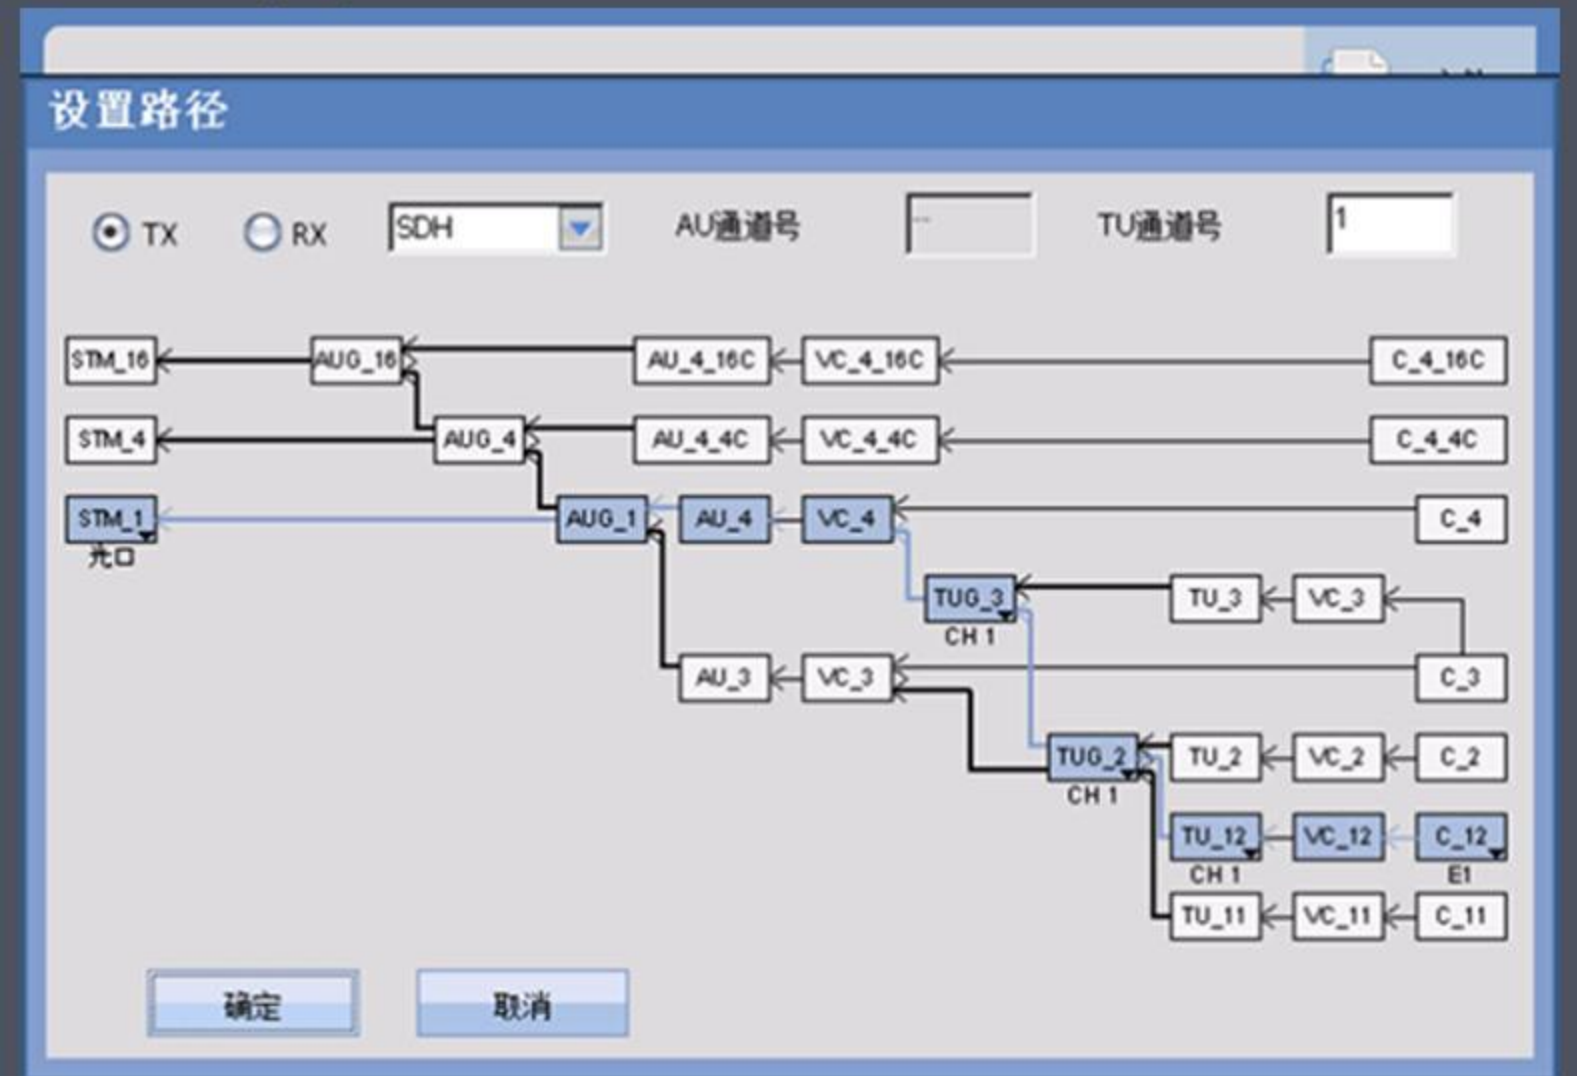 设置路径
TX RX SDH AU通道号 -- TU通道号 1
STM_16 AUG_16 AU_4_16C VC_4_16C C_4_16C
STM_4 AUG_4 AU_4_4C VC_4_4C C_4_4C
STM_1 AUG_1 AU_4 VC_4 C_4
光口
TUG_3 TU_3 VC_3
CH 1
AU_3 VC_3 C_3
TUG_2 TU_2 VC_2 C_2
CH 1
TU_12 VC_12 C_12
CH 1 E1
TU_11 VC_11 C_11
确定 取消